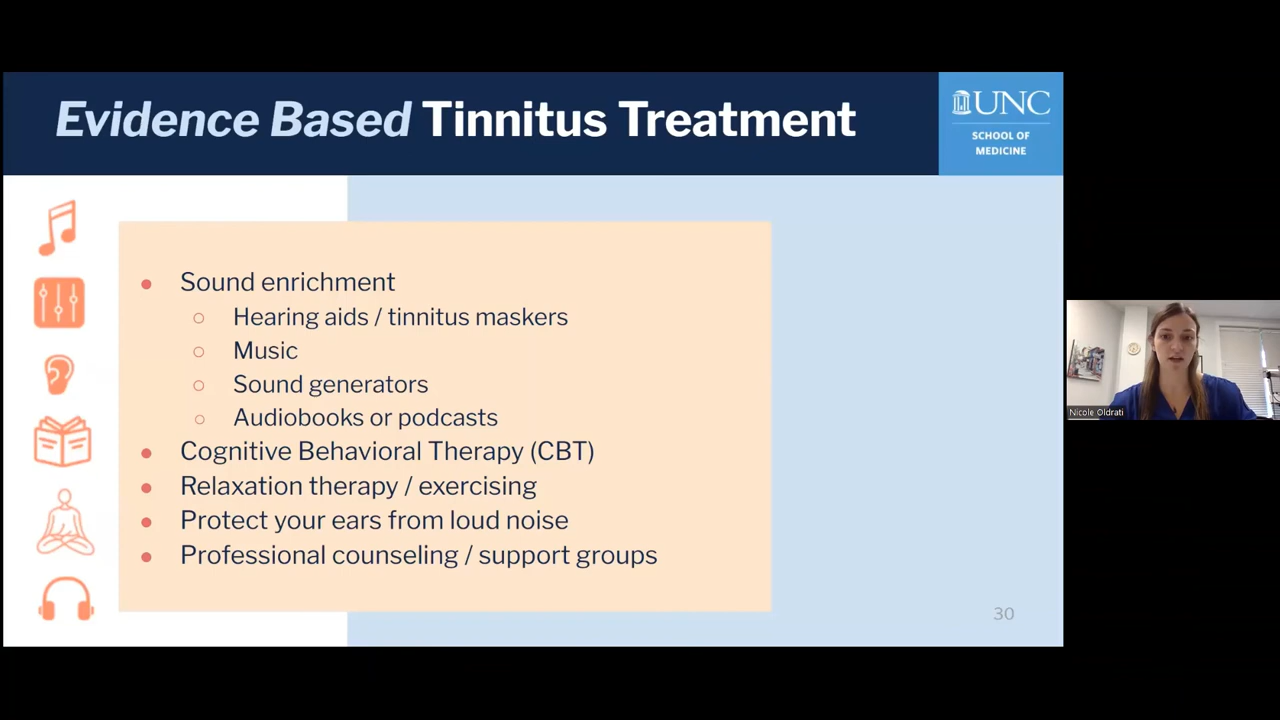 Evidence Based Tinnitus Treatment
UNC
SCHOOL OF
MEDICINE
Sound enrichment
Hearing aids / tinnitus maskers
Music
Sound generators
Audiobooks or podcasts
Cognitive Behavioral Therapy (CBT)
Relaxation therapy / exercising
Protect your ears from loud noise
Professional counseling / support groups
30
Nicole Oldrati